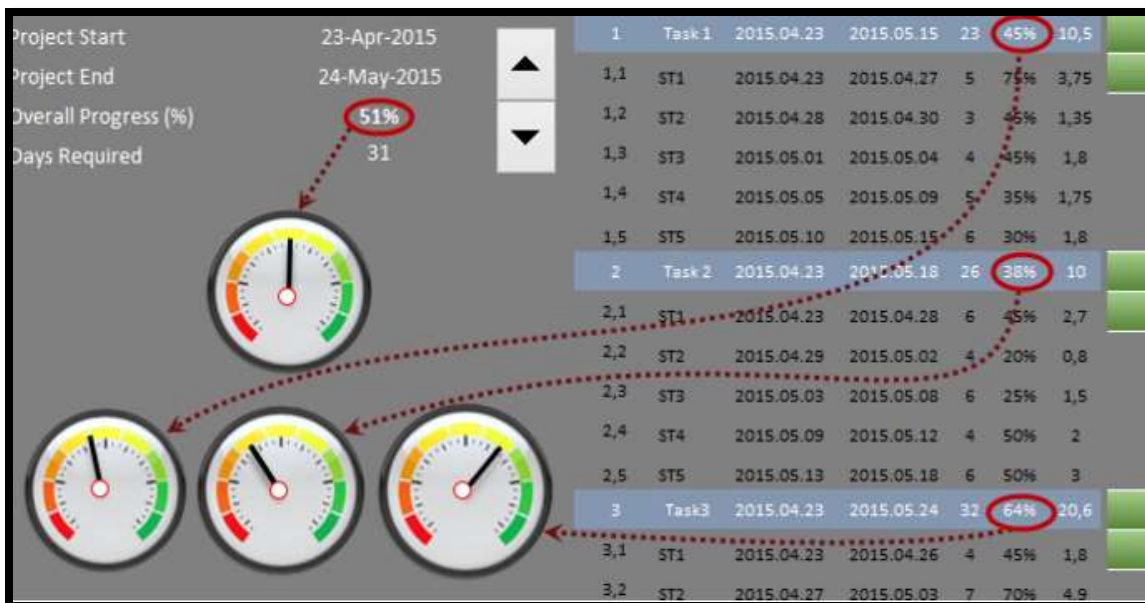 Project Start 23-Apr-2015
Project End 24-May-2015
Overall Progress (%) 51%
Days Required 31
1 Task 1 2015.04.23 2015.05.15 23 45% 10,5
1,1 ST1 2015.04.23 2015.04.27 5 75% 3,75
1,2 ST2 2015.04.28 2015.04.30 3 45% 1,35
1,3 ST3 2015.05.01 2015.05.04 4 45% 1,8
1,4 ST4 2015.05.05 2015.05.09 5 35% 1,75
1,5 ST5 2015.05.10 2015.05.15 6 30% 1,8
2 Task 2 2015.04.23 2015.05.18 26 38% 10
2,1 ST1 2015.04.23 2015.04.28 6 45% 2,7
2,2 ST2 2015.04.29 2015.05.02 4 20% 0,8
2,3 ST3 2015.05.03 2015.05.08 6 25% 1,5
2,4 ST4 2015.05.09 2015.05.12 4 50% 2
2,5 ST5 2015.05.13 2015.05.18 6 50% 3
3 Task3 2015.04.23 2015.05.24 32 64% 20,6
3,1 ST1 2015.04.23 2015.04.26 4 45% 1,8
3,2 ST2 2015.04.27 2015.05.03 7 70% 4,9